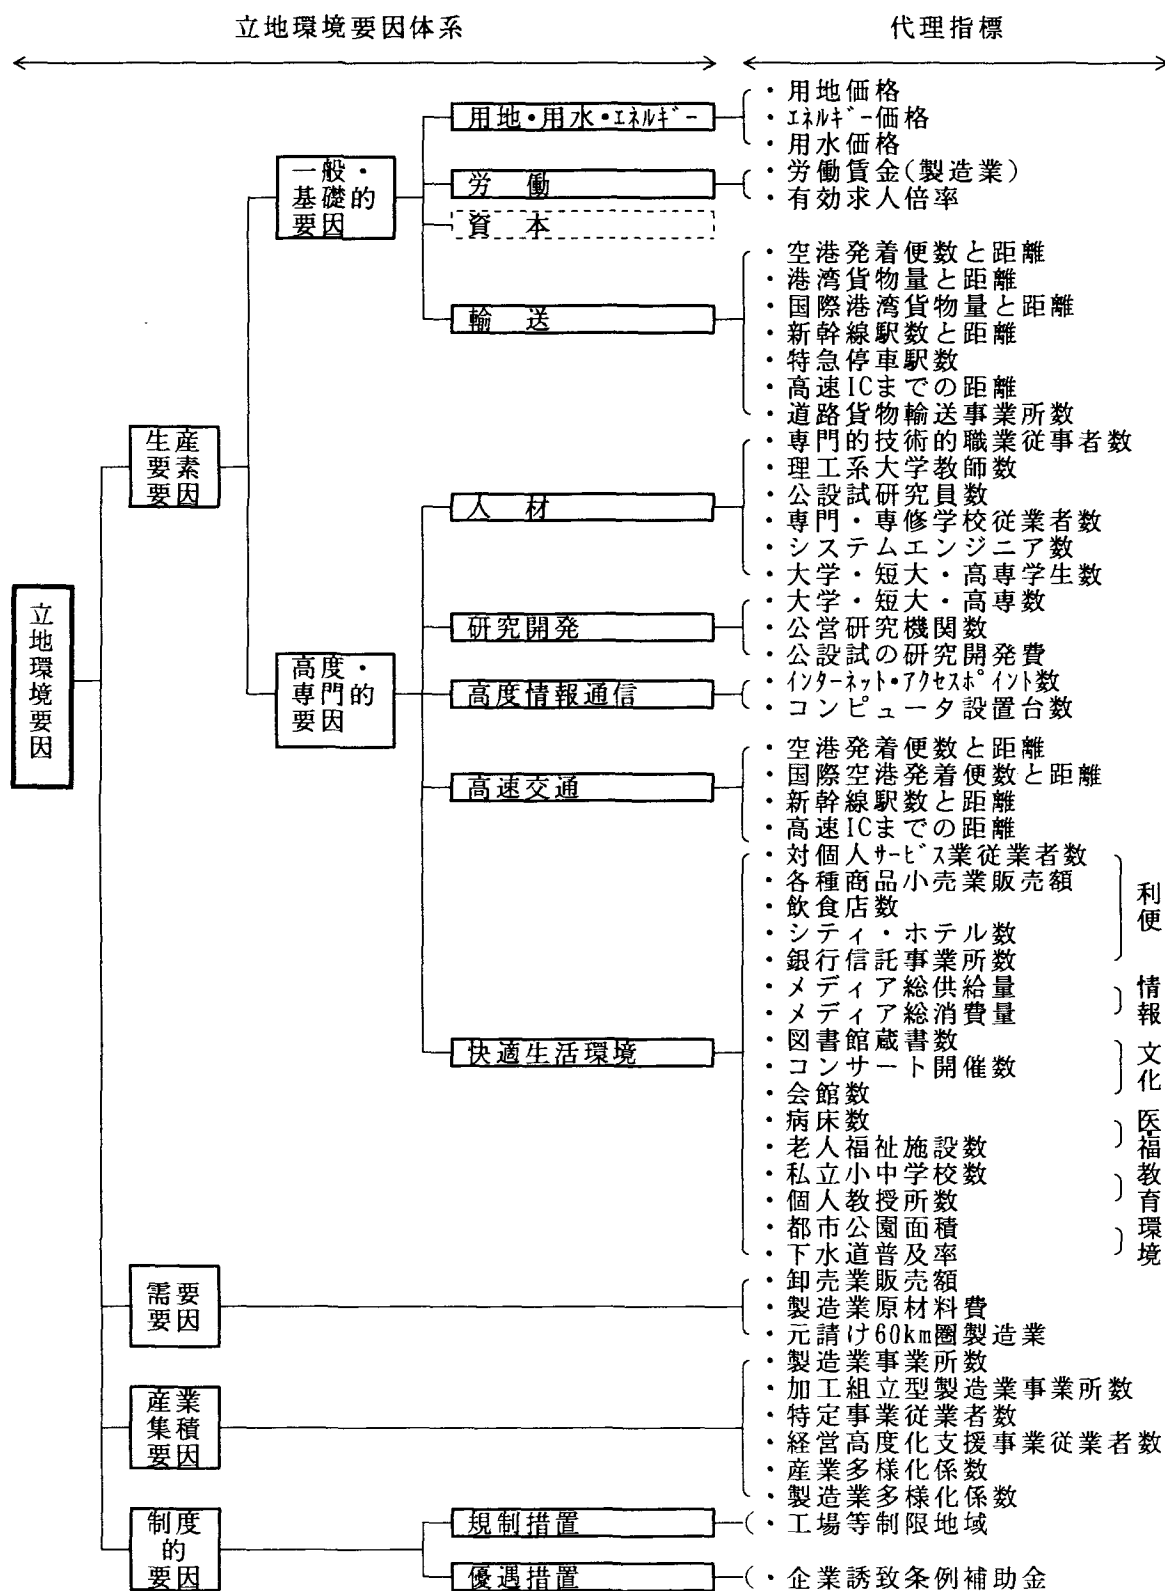 立地環境要因体系
代理指標
立地環境要因
生産要素要因
一般・基礎的要因
用地・用水・エネルギー
・用地価格
・エネルギー価格
・用水価格
労働
・労働賃金(製造業)
・有効求人倍率
資本
輸送
・空港発着便数と距離
・港湾貨物量と距離
・国際港湾貨物量と距離
・新幹線駅数と距離
・特急停車駅数
・高速ICまでの距離
・道路貨物輸送事業所数
高度・専門的要因
人材
・専門的技術的職業従事者数
・理工系大学教師数
・公設試研究員数
・専門・専修学校従業者数
・システムエンジニア数
・大学・短大・高専学生数
研究開発
・大学・短大・高専数
・公営研究機関数
・公設試の研究開発費
高度情報通信
・インターネット・アクセスポイント数
・コンピュータ設置台数
高速交通
・空港発着便数と距離
・国際空港発着便数と距離
・新幹線駅数と距離
・高速ICまでの距離
快適生活環境
・対個人サービス業従業者数
・各種商品小売業販売額
・飲食店数
・シティ・ホテル数
・銀行信託事業所数
利便
・メディア総供給量
・メディア総消費量
情報
・図書館蔵書数
・コンサート開催数
・会館数
文化
・病床数
・老人福祉施設数
医・福
・私立小中学校数
・個人教授所数
教育
・都市公園面積
・下水道普及率
環境
需要要因
・卸売業販売額
・製造業原材料費
・元請け60km圏製造業
産業集積要因
・製造業事業所数
・加工組立型製造業事業所数
・特定事業従業者数
・経営高度化支援事業従業者数
・産業多様化係数
・製造業多様化係数
制度的要因
規制措置
・工場等制限地域
優遇措置
・企業誘致条例補助金